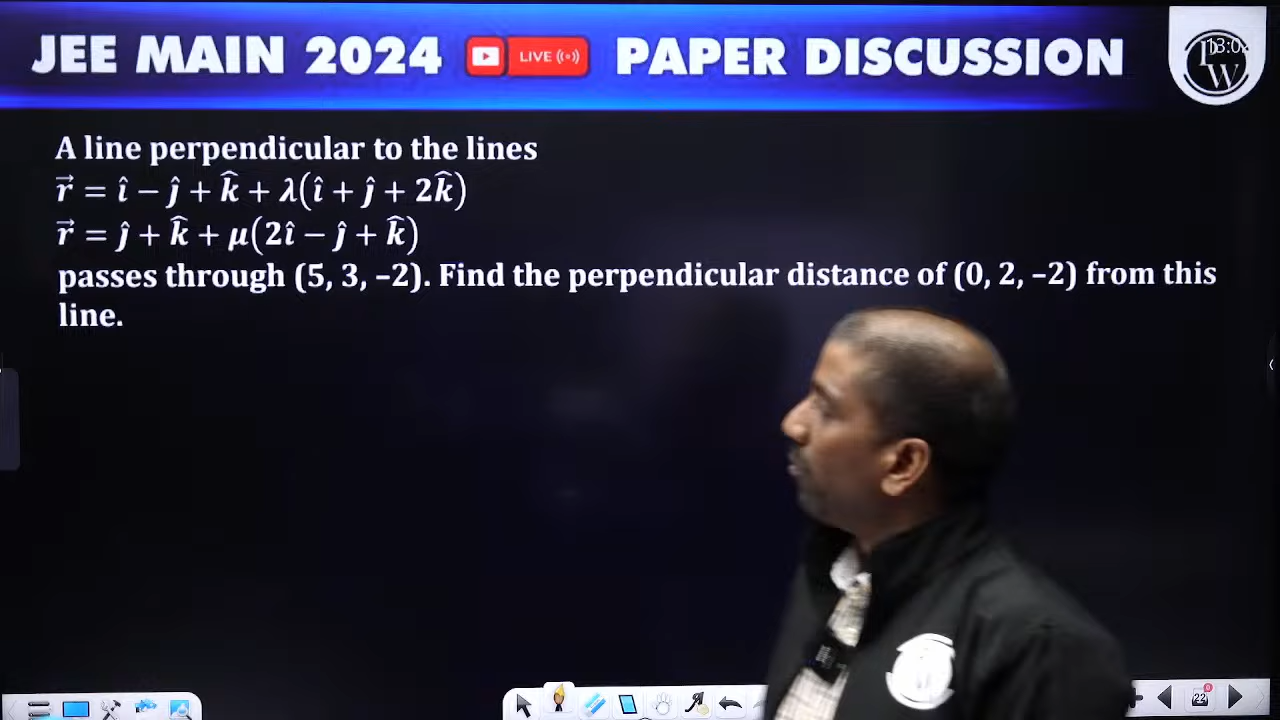 JEE MAIN 2024 LIVE PAPER DISCUSSION
A line perpendicular to the lines
r⃗ = î − ĵ + k̂ + λ(î + ĵ + 2k̂)
r⃗ = ĵ + k̂ + μ(2î − ĵ + k̂)
passes through (5, 3, –2). Find the perpendicular distance of (0, 2, –2) from this
line.
22